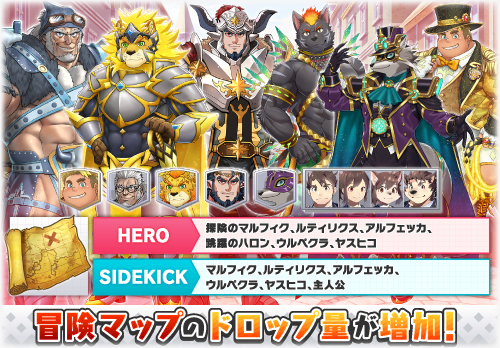 HERO
探険のマルフィク、ルティリクス、アルフェッカ、
跳羅のハロン、ウルペクラ、ヤスヒコ
SIDEKICK
マルフィク、ルティリクス、アルフェッカ、
ウルペクラ、ヤスヒコ、主人公
冒険マップのドロップ量が増加!